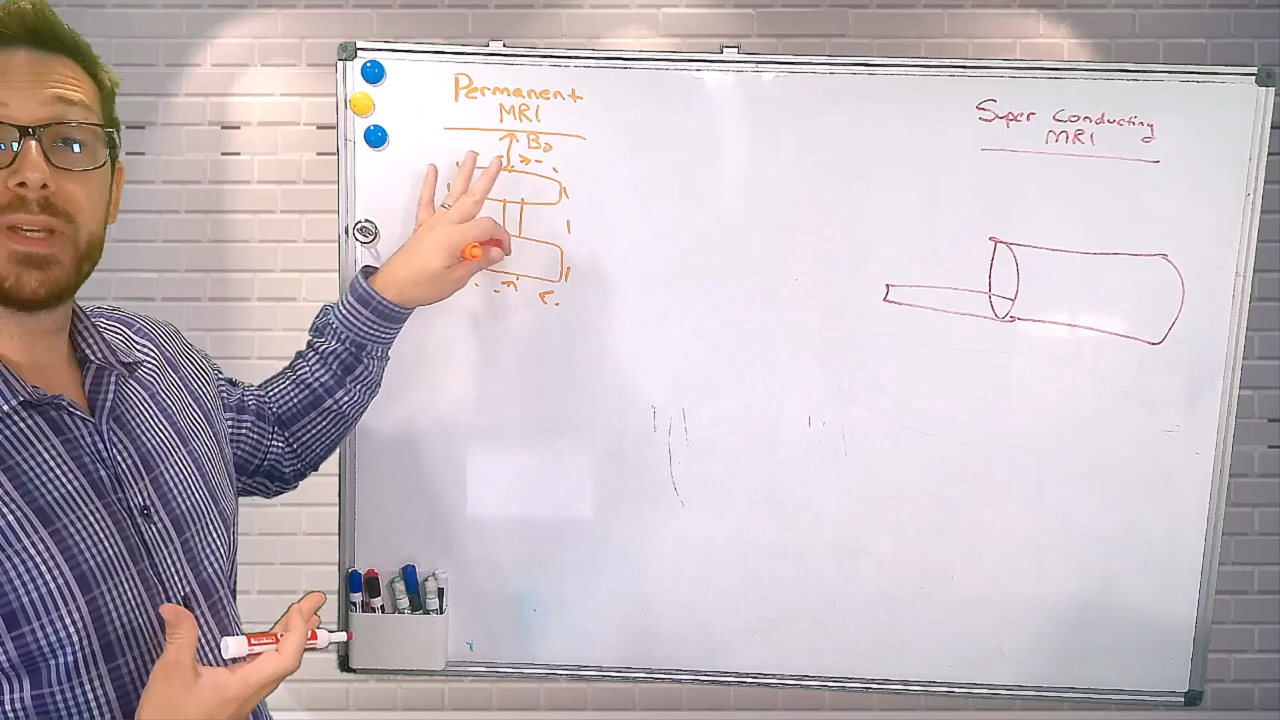 Permanent
MRI
B₀
Super Conducting
MRI